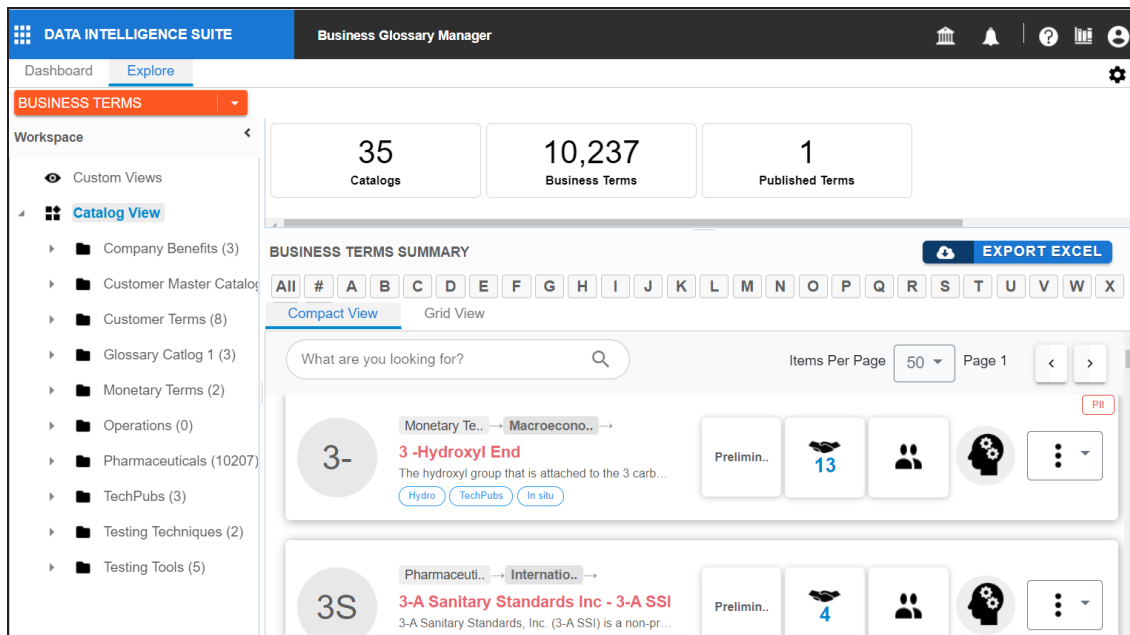 DATA INTELLIGENCE SUITE
Business Glossary Manager
Dashboard
Explore
BUSINESS TERMS
Workspace
Custom Views
Catalog View
Company Benefits (3)
Customer Master Catalog
Customer Terms (8)
Glossary Catlog 1 (3)
Monetary Terms (2)
Operations (0)
Pharmaceuticals (10207)
TechPubs (3)
Testing Techniques (2)
Testing Tools (5)
35
Catalogs
10,237
Business Terms
1
Published Terms
BUSINESS TERMS SUMMARY
EXPORT EXCEL
All # A B C D E F G H I J K L M N O P Q R S T U V W X
Compact View
Grid View
What are you looking for?
Items Per Page 50 Page 1
PII
3-
Monetary Te.. → Macroecono.. →
3 -Hydroxyl End
The hydroxyl group that is attached to the 3 carb...
Hydro TechPubs In situ
Prelimin..
13
3S
Pharmaceuti.. → Internatio.. →
3-A Sanitary Standards Inc - 3-A SSI
3-A Sanitary Standards, Inc. (3-A SSI) is a non-pr...
Prelimin..
4